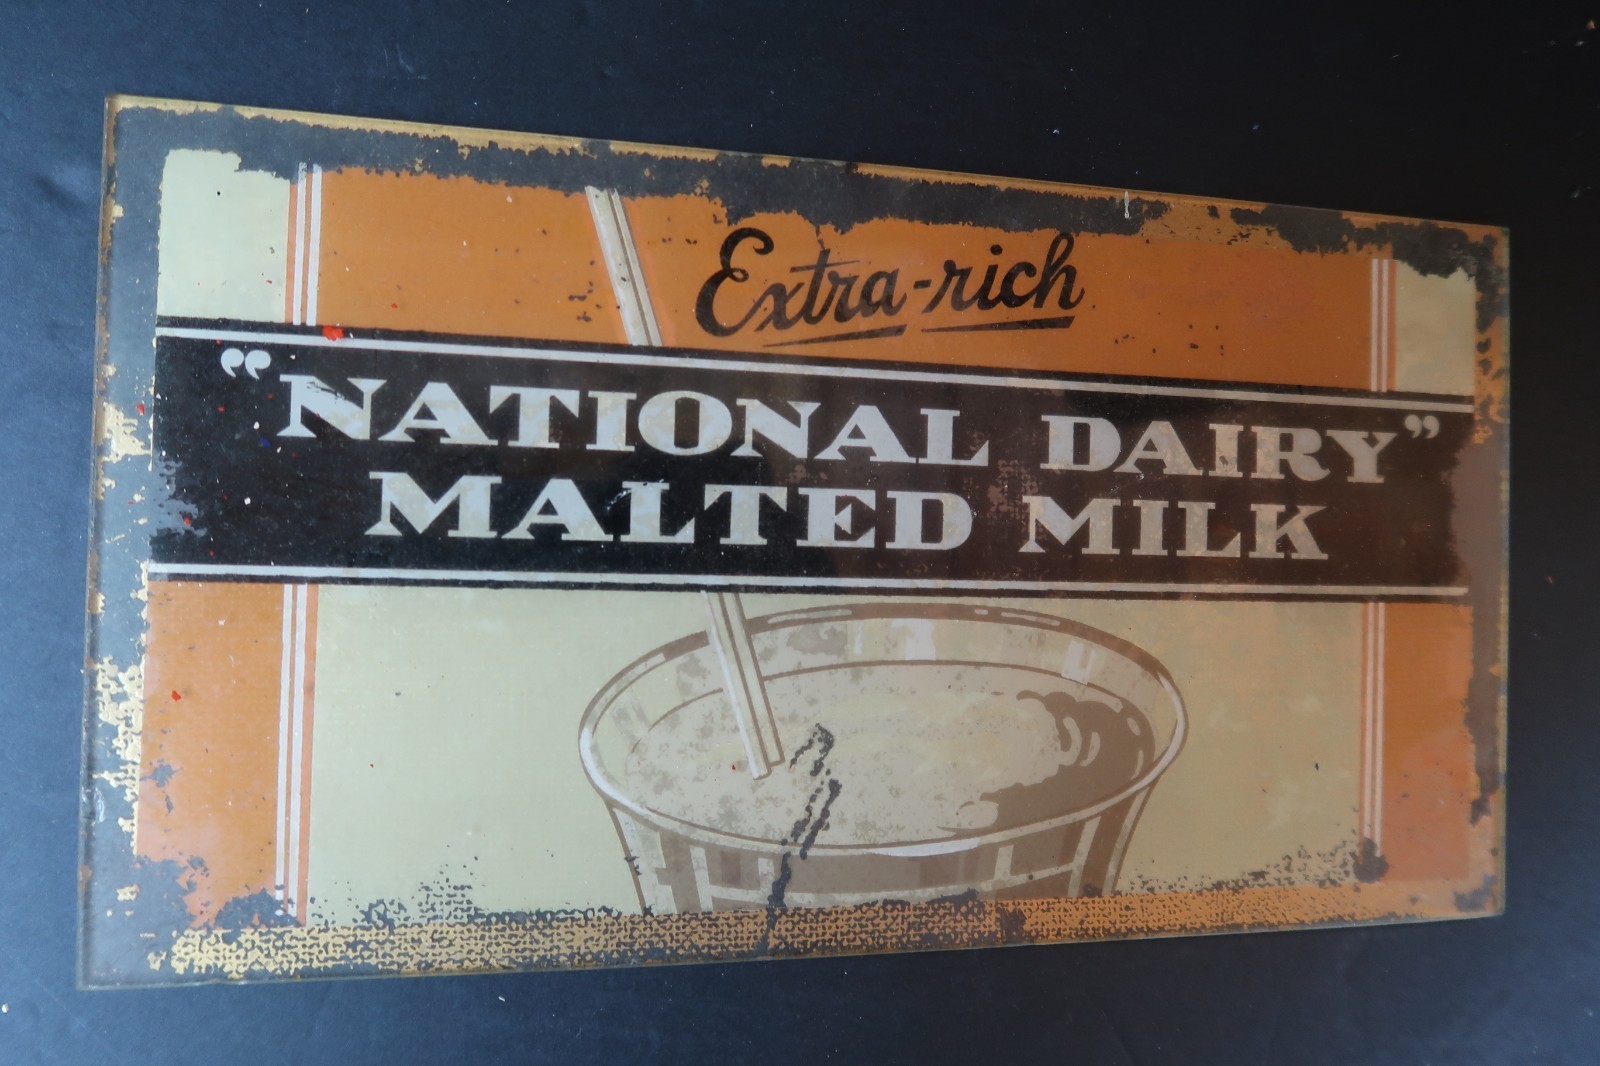 Extra-rich
“NATIONAL DAIRY”
MALTED MILK